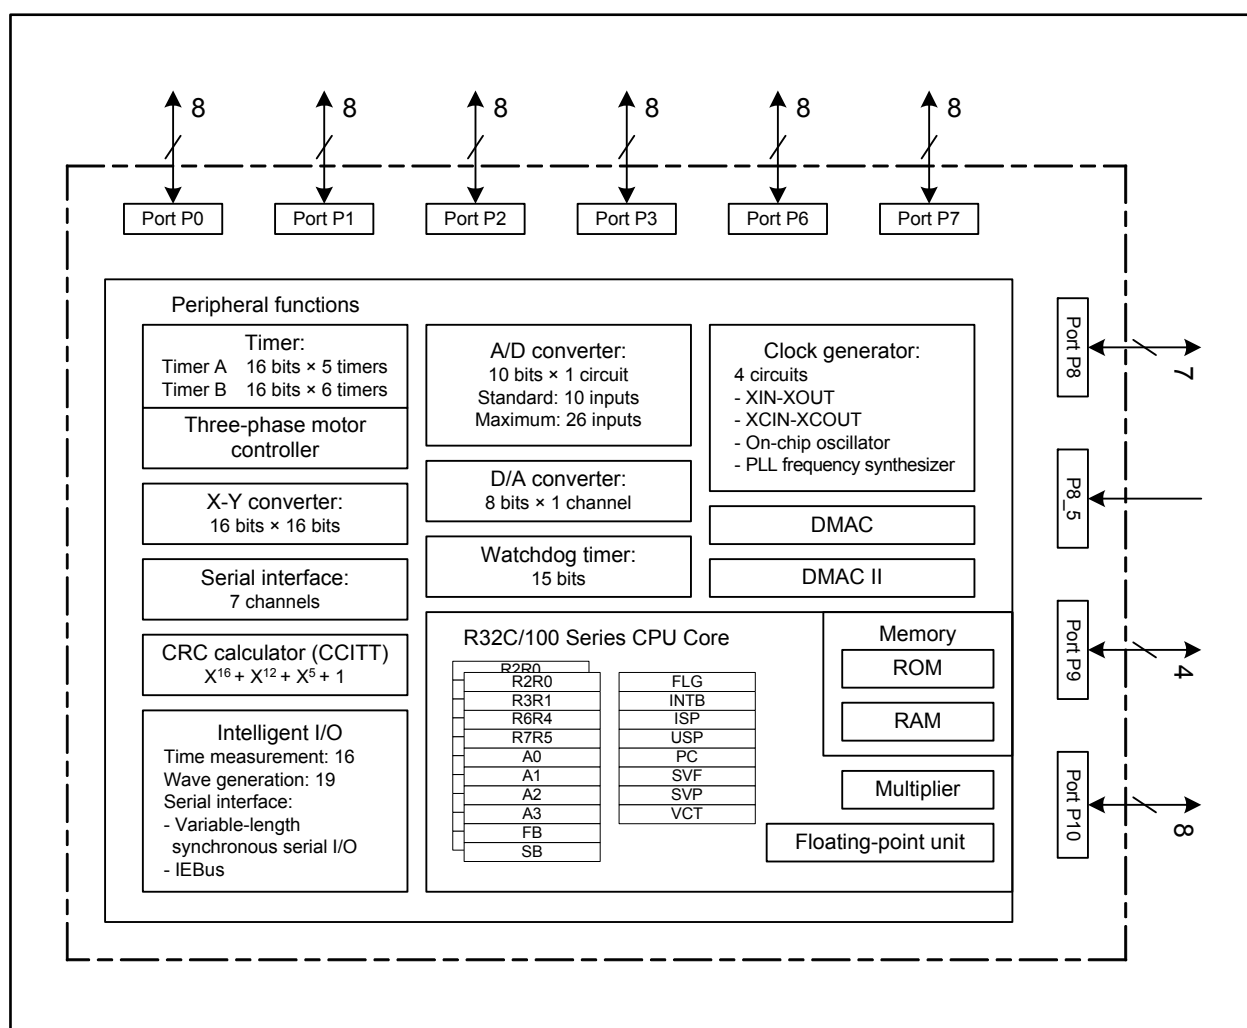 8
8
8
8
8
8
Port P0
Port P1
Port P2
Port P3
Port P6
Port P7
Peripheral functions
Timer:
Timer A 16 bits × 5 timers
Timer B 16 bits × 6 timers
Three-phase motor
controller
X-Y converter:
16 bits × 16 bits
Serial interface:
7 channels
CRC calculator (CCITT)
X¹⁶ + X¹² + X⁵ + 1
Intelligent I/O
Time measurement: 16
Wave generation: 19
Serial interface:
- Variable-length
synchronous serial I/O
- IEBus
A/D converter:
10 bits × 1 circuit
Standard: 10 inputs
Maximum: 26 inputs
D/A converter:
8 bits × 1 channel
Watchdog timer:
15 bits
Clock generator:
4 circuits
- XIN-XOUT
- XCIN-XCOUT
- On-chip oscillator
- PLL frequency synthesizer
DMAC
DMAC II
R32C/100 Series CPU Core
R2R0
R2R0
R3R1
R6R4
R7R5
A0
A1
A2
A3
FB
SB
FLG
INTB
ISP
USP
PC
SVF
SVP
VCT
Memory
ROM
RAM
Multiplier
Floating-point unit
Port P8
7
P8_5
Port P9
4
Port P10
8